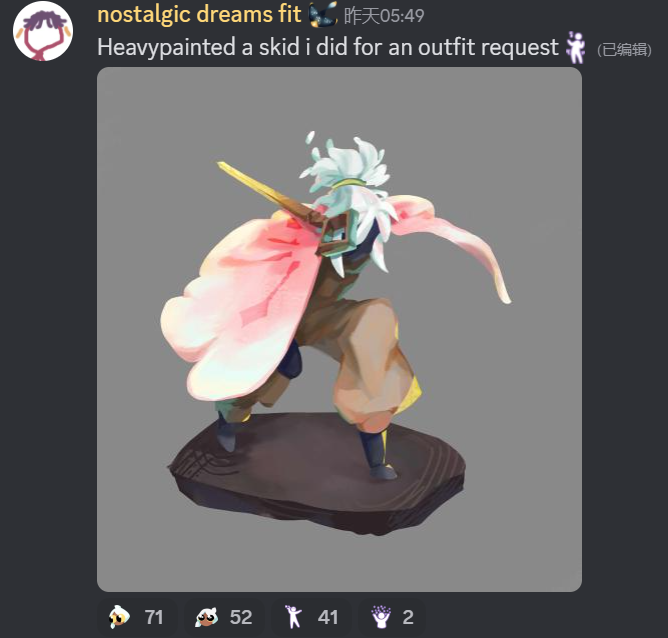 nostalgic dreams fit 昨天05:49
Heavypainted a skid i did for an outfit request (已编辑)
71 52 41 2